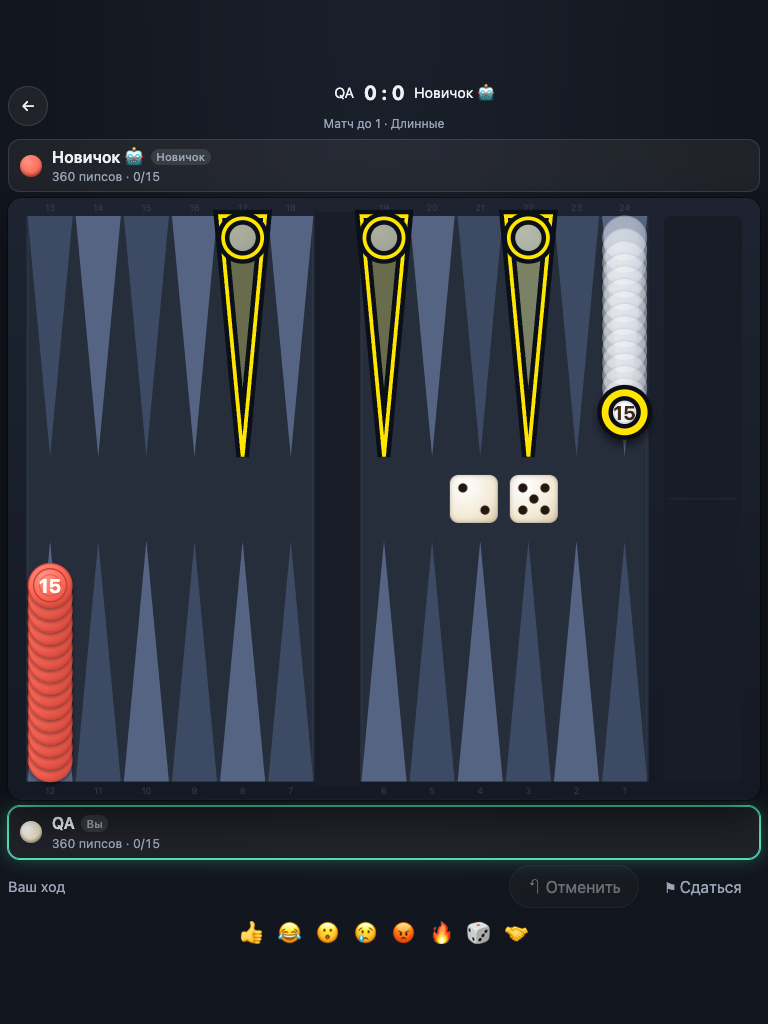 QA 0 : 0 Новичок
Матч до 1 · Длинные
Новичок Новичок
360 пипсов · 0/15
13 14 15 16 17 18 19 20 21 22 23 24
15
15
12 11 10 9 8 7 6 5 4 3 2 1
QA Вы
360 пипсов · 0/15
Ваш ход Отменить Сдаться